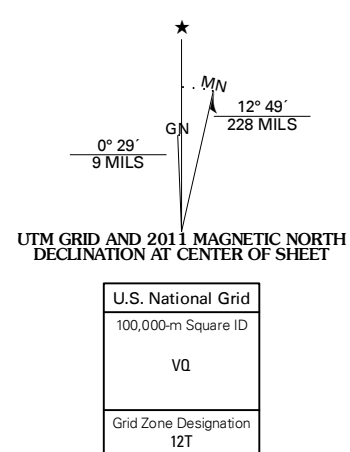 ★
MN
12° 49´
228 MILS
GN
0° 29´
9 MILS
UTM GRID AND 2011 MAGNETIC NORTH
DECLINATION AT CENTER OF SHEET
U.S. National Grid
100,000-m Square ID
VQ
Grid Zone Designation
12T